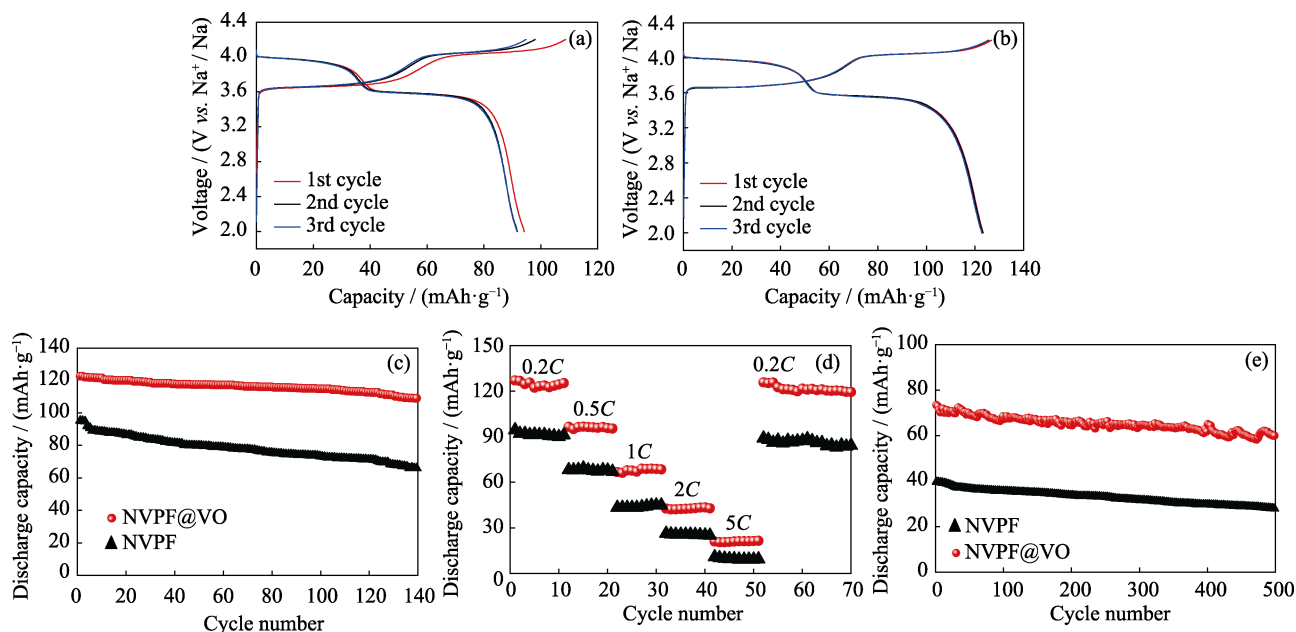 (a)
4.4
4.0
3.6
3.2
2.8
2.4
2.0
Voltage / (V vs. Na⁺ / Na)
1st cycle
2nd cycle
3rd cycle
0 20 40 60 80 100 120
Capacity / (mAh·g⁻¹)
(b)
4.4
4.0
3.6
3.2
2.8
2.4
2.0
Voltage / (V vs. Na⁺ / Na)
1st cycle
2nd cycle
3rd cycle
0 20 40 60 80 100 120 140
Capacity / (mAh·g⁻¹)
(c)
140
120
100
80
60
40
20
0
Discharge capacity / (mAh·g⁻¹)
NVPF@VO
NVPF
0 20 40 60 80 100 120 140
Cycle number
(d)
150
120
90
60
30
0
Discharge capacity / (mAh·g⁻¹)
0.2C
0.5C
1C
2C
5C
0.2C
0 10 20 30 40 50 60 70
Cycle number
(e)
100
80
60
40
20
0
Discharge capacity / (mAh·g⁻¹)
NVPF
NVPF@VO
0 100 200 300 400 500
Cycle number